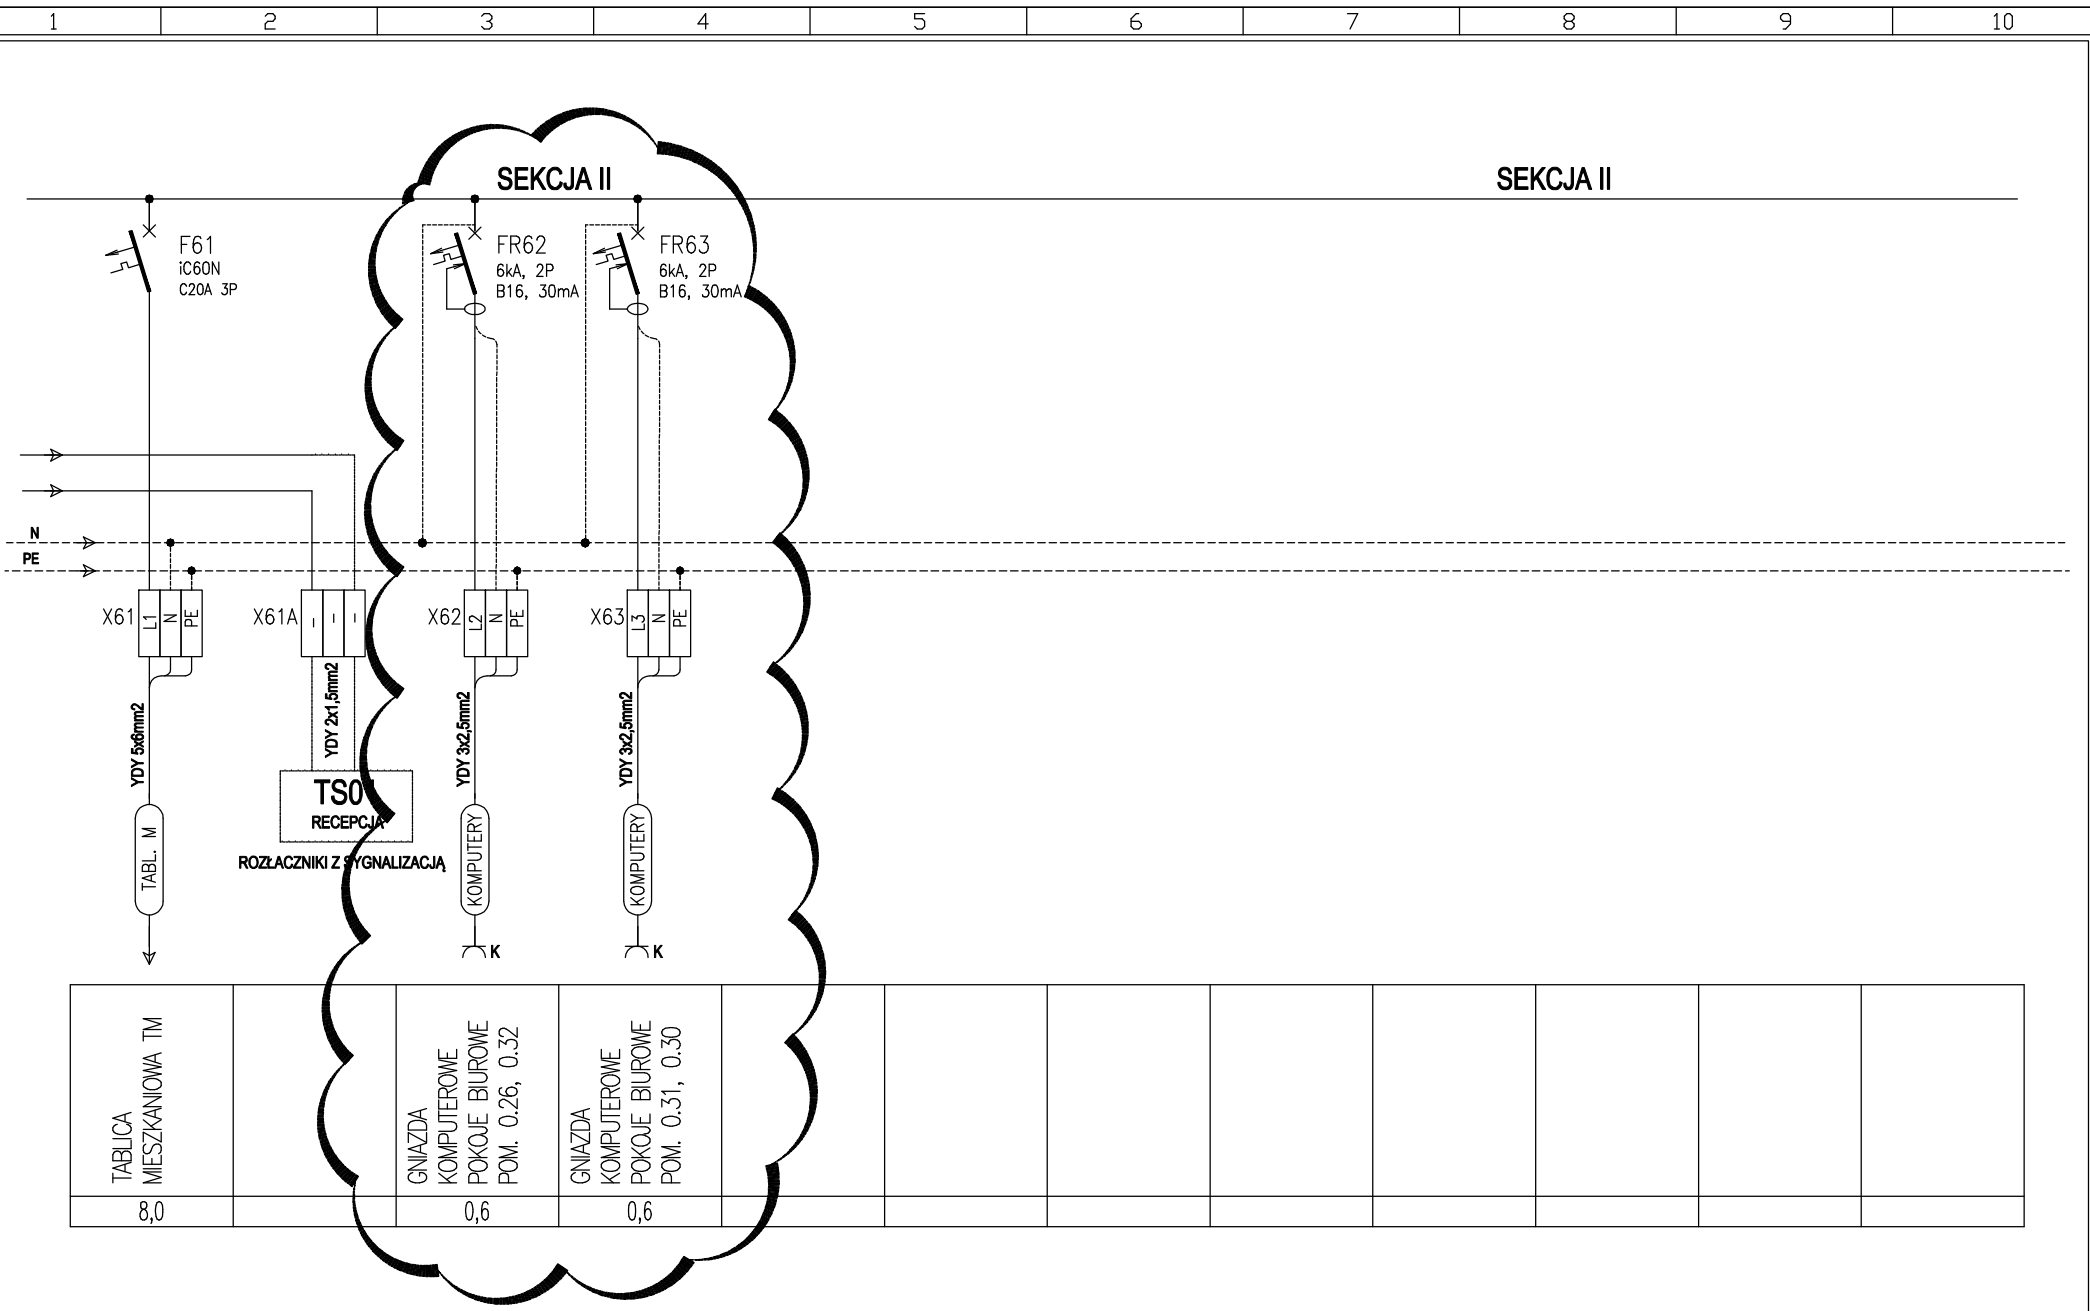 1 2 3 4 5 6 7 8 9 10
SEKCJA II
SEKCJA II
F61
iC60N
C20A 3P
FR62
6kA, 2P
B16, 30mA
FR63
6kA, 2P
B16, 30mA
N
PE
X61
L1
N
PE
X61A
–
–
–
X62
L2
N
PE
X63
L3
N
PE
YDY 5x6mm2
YDY 2x1,5mm2
YDY 3x2,5mm2
YDY 3x2,5mm2
RECEPCJA
ROZŁACZNIKI Z SYGNALIZACJĄ
TABL. M
KOMPUTERY
KOMPUTERY
K
K
TABLICA
MIESZKANIOWA TM
GNIAZDA
KOMPUTEROWE
POKOJE BIUROWE
POM. 0.26, 0.32
GNIAZDA
KOMPUTEROWE
POKOJE BIUROWE
POM. 0.31, 0.30
8,0
0,6
0,6